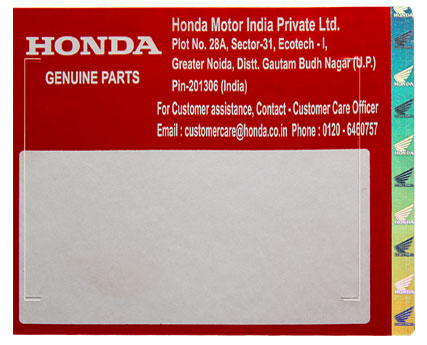 HONDA
GENUINE PARTS
Honda Motor India Private Ltd.
Plot No. 28A, Sector-31, Ecotech - I,
Greater Noida, Distt. Gautam Budh Nagar (U.P.)
Pin-201306 (India)
For Customer assistance, Contact - Customer Care Officer
Email : customercare@honda.co.in Phone : 0120 - 6460757